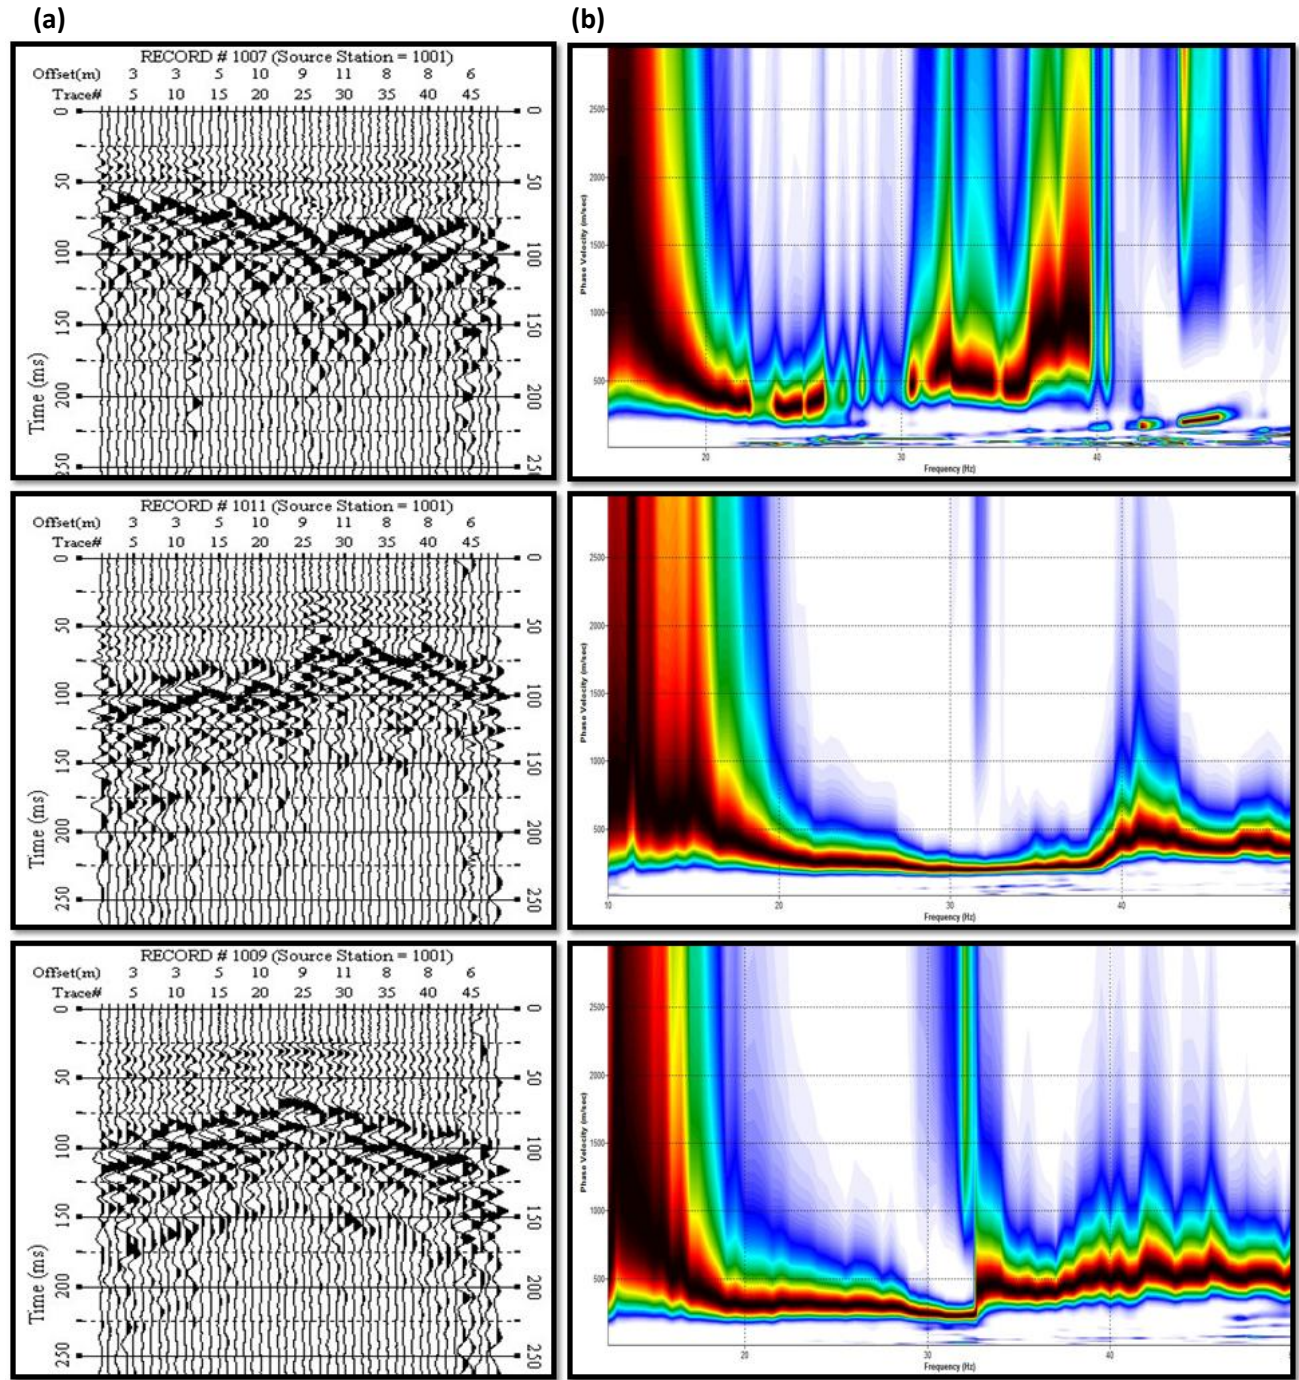 (a)
(b)
RECORD # 1007 (Source Station = 1001)
Offset(m) 3 3 5 10 9 11 8 8 6
Trace# 5 10 15 20 25 30 35 40 45
0 0
50 50
100 100
150 150
200 200
250 250
Time (ms)
2500
2000
1500
1000
500
Phase Velocity (m/sec)
20 30 40
Frequency (Hz)
RECORD # 1011 (Source Station = 1001)
Offset(m) 3 3 5 10 9 11 8 8 6
Trace# 5 10 15 20 25 30 35 40 45
0 0
50 50
100 100
150 150
200 200
250 250
Time (ms)
2500
2000
1500
1000
500
Phase Velocity (m/sec)
10 20 30 40
Frequency (Hz)
RECORD # 1009 (Source Station = 1001)
Offset(m) 3 3 5 10 9 11 8 8 6
Trace# 5 10 15 20 25 30 35 40 45
0 0
50 50
100 100
150 150
200 200
250 250
Time (ms)
2500
2000
1500
1000
500
Phase Velocity (m/sec)
20 30 40
Frequency (Hz)